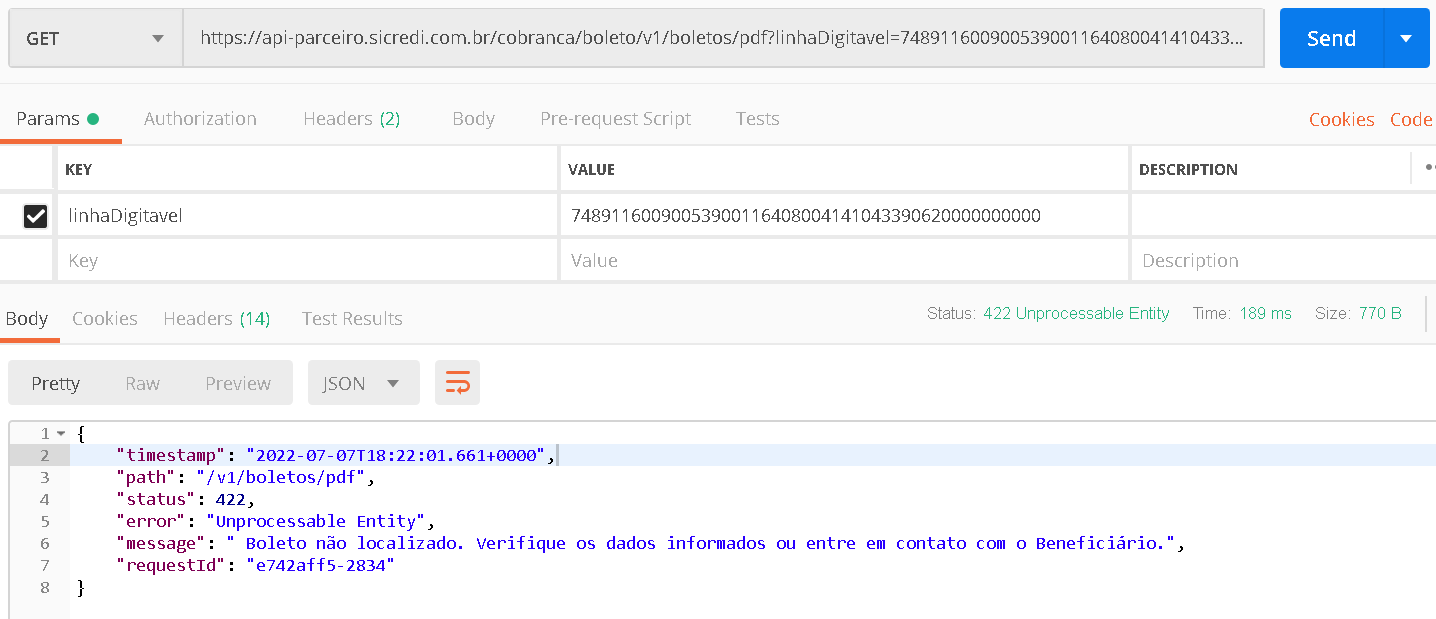 GET https://api-parceiro.sicredi.com.br/cobranca/boleto/v1/boletos/pdf?linhaDigitavel=74891160090053900116408004141043​3... Send
Params Authorization Headers (2) Body Pre-request Script Tests Cookies Code
KEY VALUE DESCRIPTION
linhaDigitavel 74891160090053900116408004141043390620000000000
Key Value Description
Body Cookies Headers (14) Test Results Status: 422 Unprocessable Entity Time: 189 ms Size: 770 B
Pretty Raw Preview JSON
1 {
2 "timestamp": "2022-07-07T18:22:01.661+0000",
3 "path": "/v1/boletos/pdf",
4 "status": 422,
5 "error": "Unprocessable Entity",
6 "message": " Boleto não localizado. Verifique os dados informados ou entre em contato com o Beneficiário.",
7 "requestId": "e742aff5-2834"
8 }